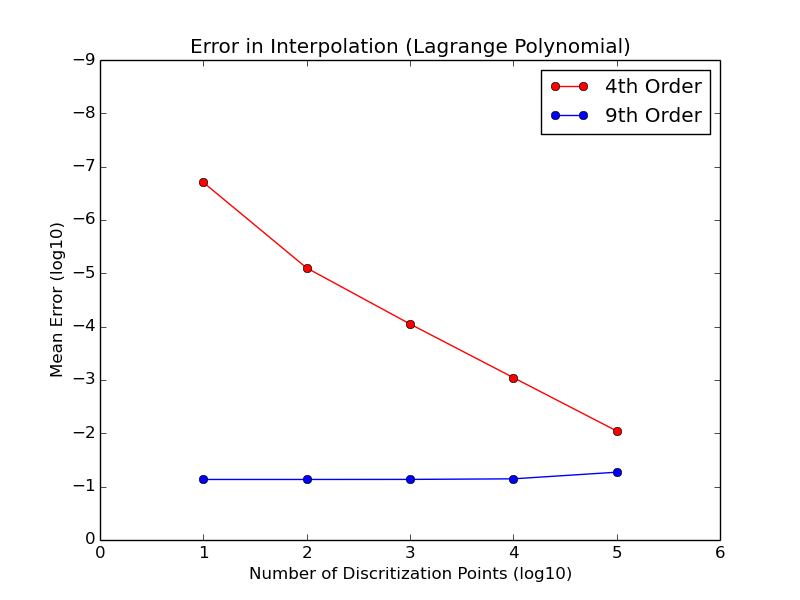 Error in Interpolation (Lagrange Polynomial)
−9
−8
−7
−6
−5
−4
−3
−2
−1
0
Mean Error (log10)
4th Order
9th Order
0 1 2 3 4 5 6
Number of Discritization Points (log10)